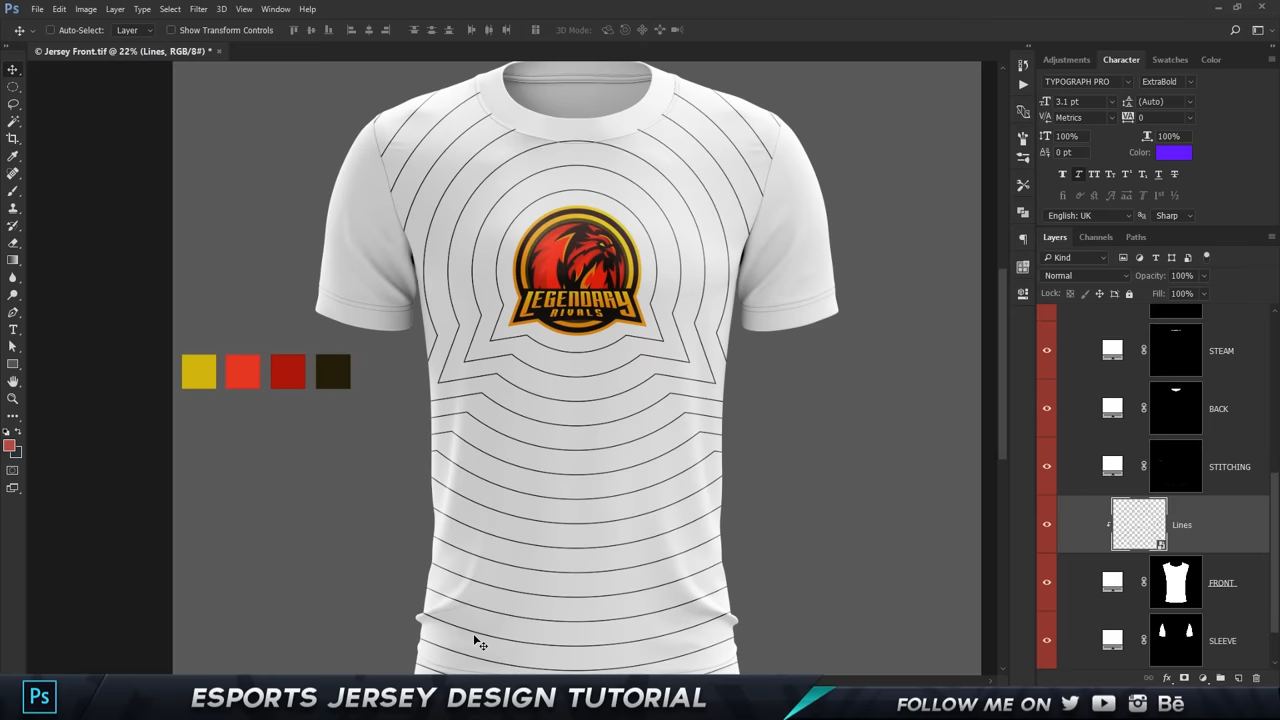 Ps File Edit Image Layer Type Select Filter 3D View Window Help
Auto-Select: Layer Show Transform Controls 3D Mode:
© Jersey Front.tif @ 22% (Lines, RGB/8#) * ×
Adjustments Character Swatches Color
TYPOGRAPH PRO ExtraBold
3.1 pt (Auto)
Metrics 0
100% 100%
0 pt Color:
English: UK Sharp
Layers Channels Paths
Kind
Normal Opacity: 100%
Lock: Fill: 100%
STEAM
BACK
STITCHING
Lines
FRONT
SLEEVE
LEGENDARY
RIVALS
Ps ESPORTS JERSEY DESIGN TUTORIAL FOLLOW ME ON Bē